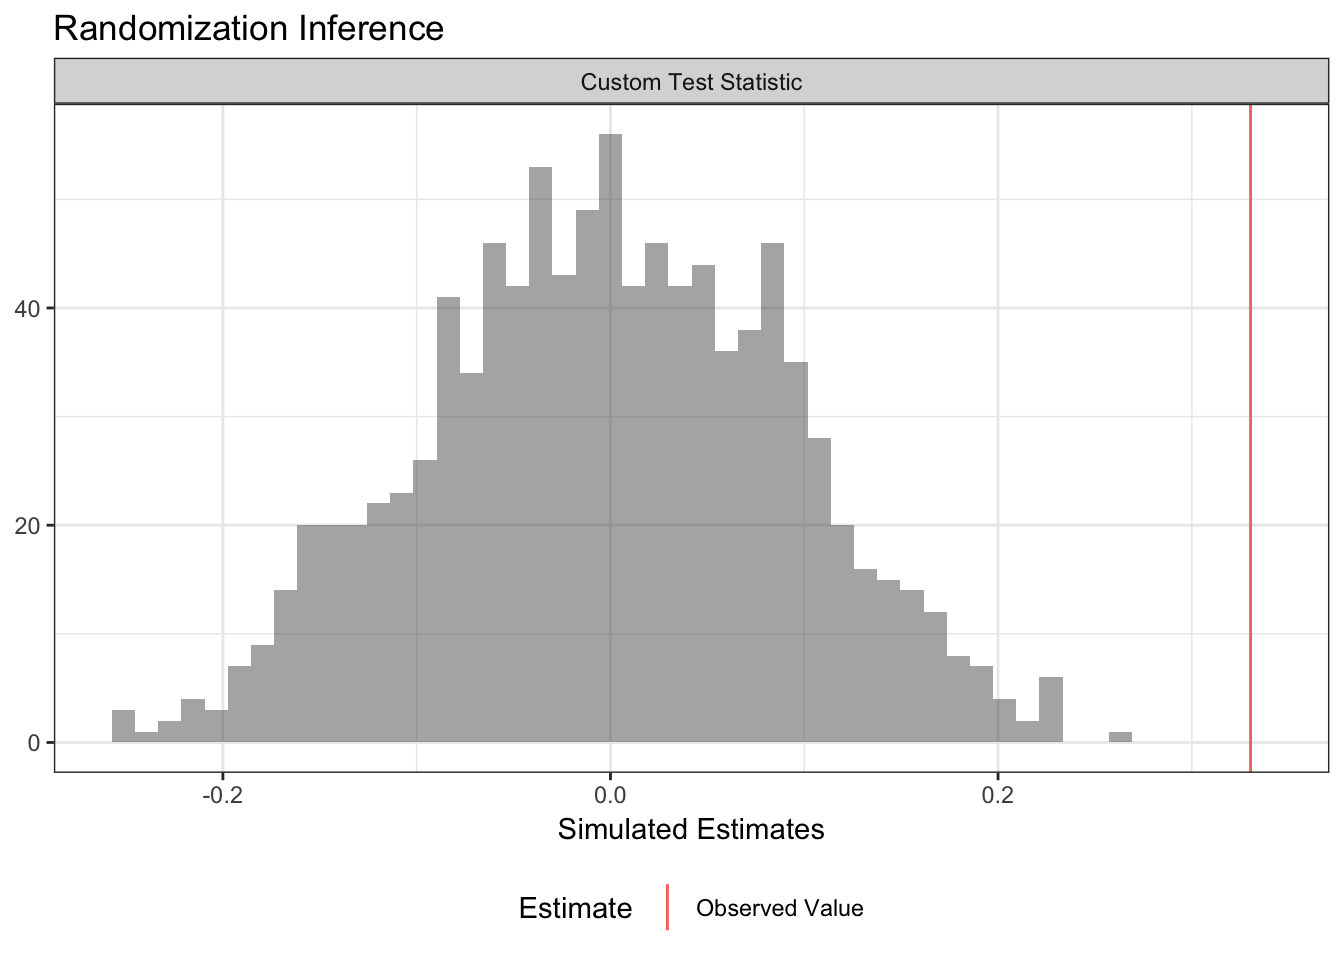 Randomization Inference
Custom Test Statistic
40
20
0
-0.2
0.0
0.2
Simulated Estimates
Estimate
Observed Value